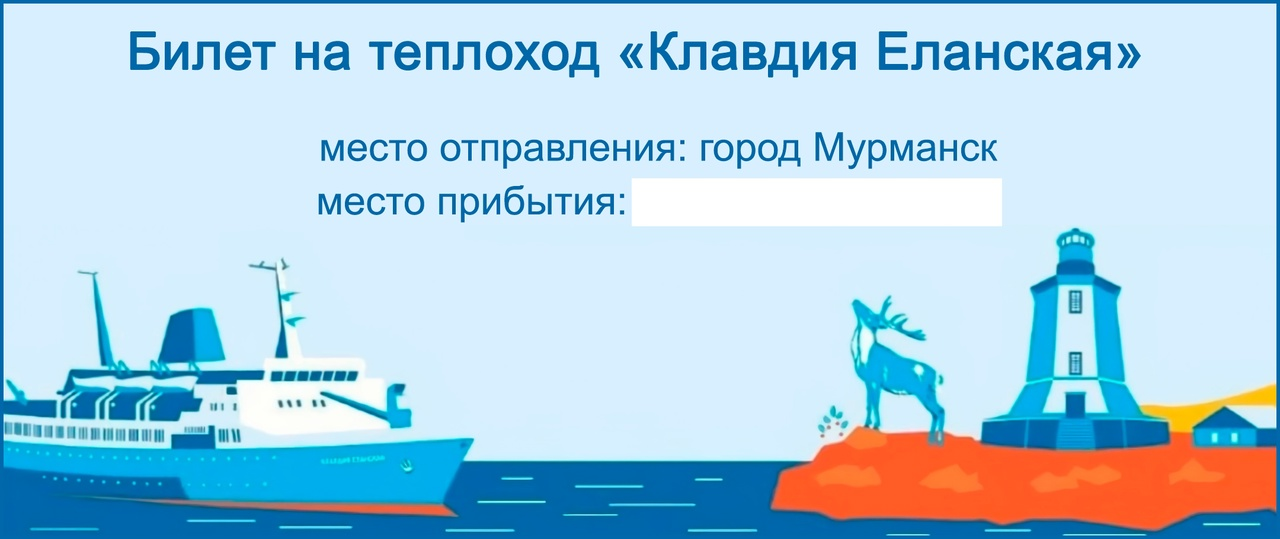 Билет на теплоход «Клавдия Еланская»
место отправления: город Мурманск
место прибытия: